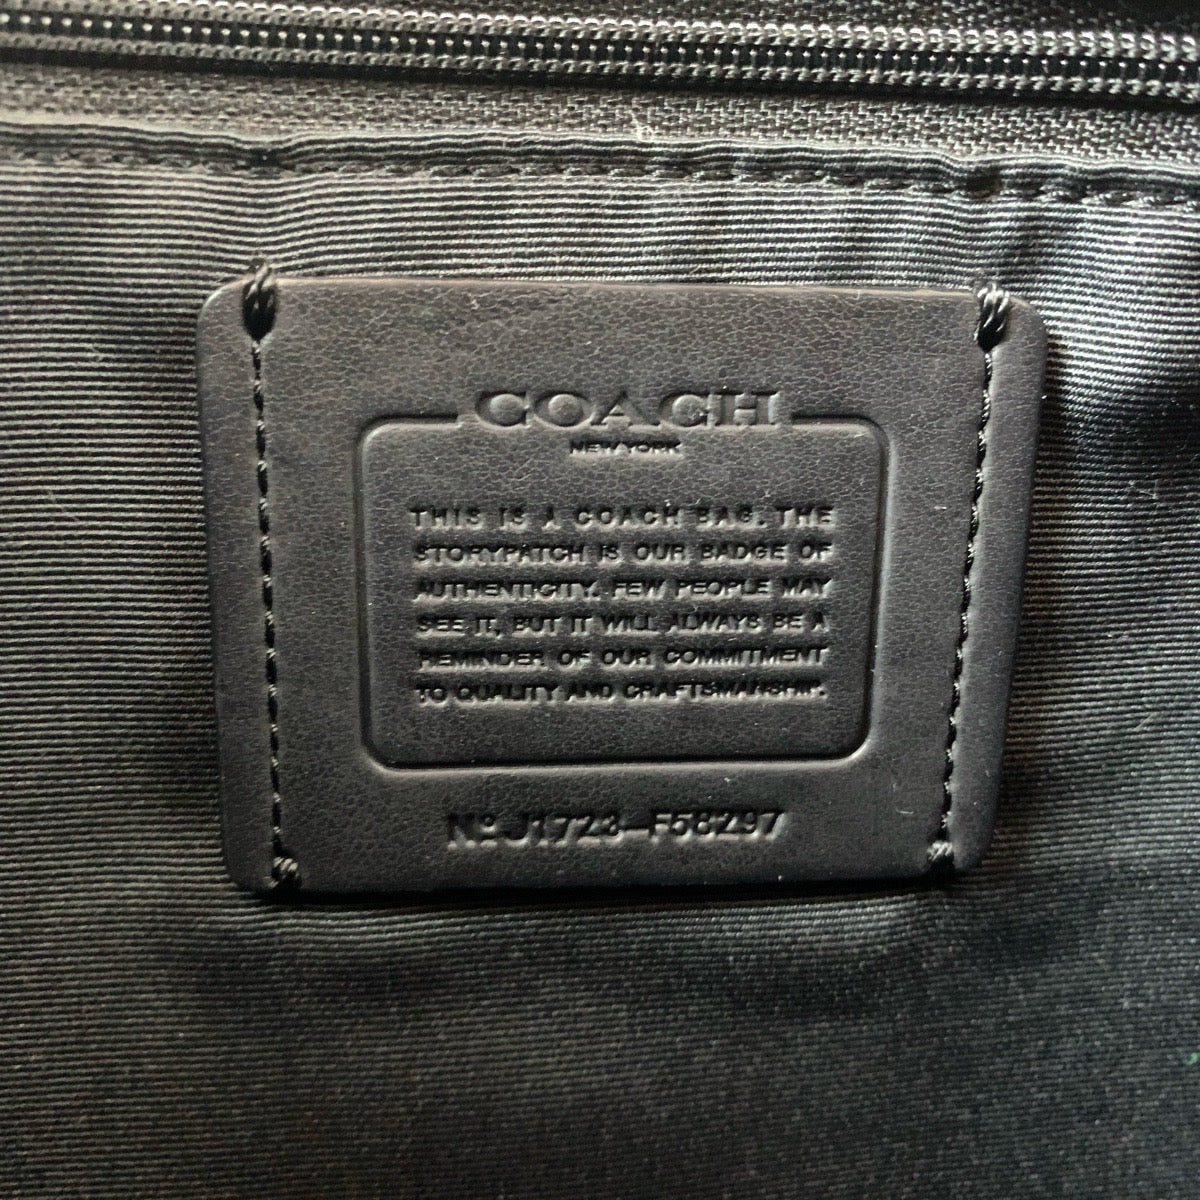 COACH
NEW YORK
THIS IS A COACH BAG. THE
STORYPATCH IS OUR BADGE OF
AUTHENTICITY. FEW PEOPLE MAY
SEE IT, BUT IT WILL ALWAYS BE A
REMINDER OF OUR COMMITMENT
TO QUALITY AND CRAFTSMANSHIP.
Nº J1723-F58297